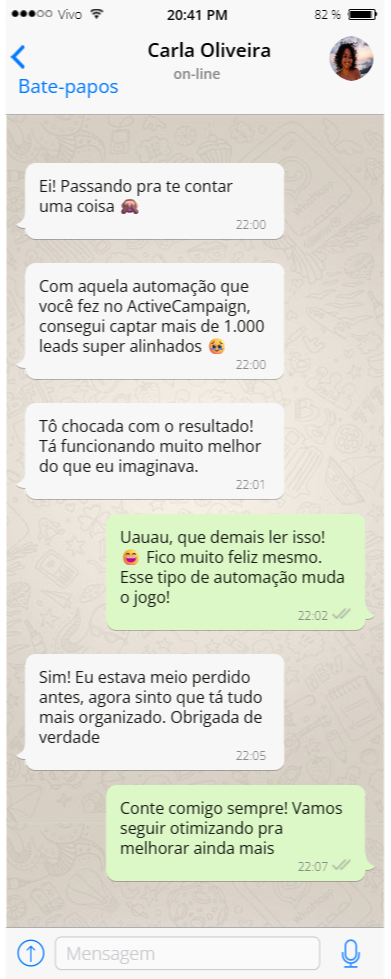 Vivo 20:41 PM 82 %
Carla Oliveira
on-line
Bate-papos
Ei! Passando pra te contar
uma coisa
22:00
Com aquela automação que
você fez no ActiveCampaign,
consegui captar mais de 1.000
leads super alinhados 😭
22:00
Tô chocada com o resultado!
Tá funcionando muito melhor
do que eu imaginava.
22:01
Uauau, que demais ler isso!
😄 Fico muito feliz mesmo.
Esse tipo de automação muda
o jogo!
22:02
Sim! Eu estava meio perdido
antes, agora sinto que tá tudo
mais organizado. Obrigada de
verdade
22:05
Conte comigo sempre! Vamos
seguir otimizando pra
melhorar ainda mais
22:07
Mensagem